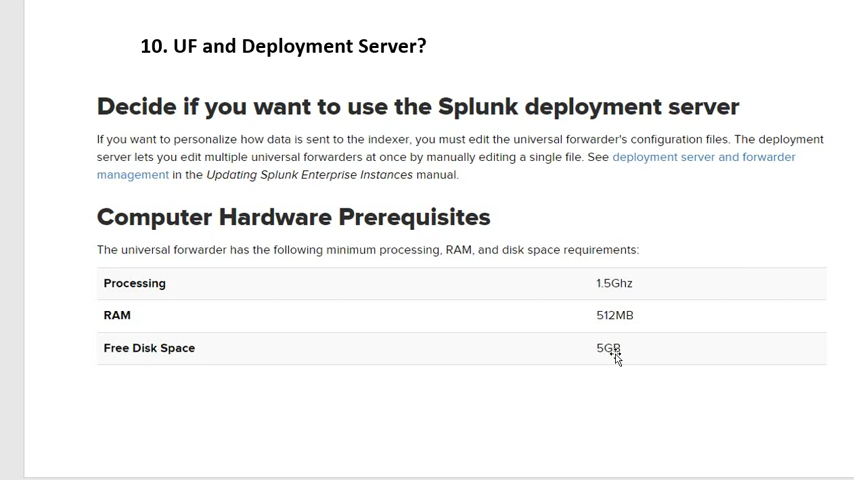 10. UF and Deployment Server?
Decide if you want to use the Splunk deployment server
If you want to personalize how data is sent to the indexer, you must edit the universal forwarder's configuration files. The deployment
server lets you edit multiple universal forwarders at once by manually editing a single file. See deployment server and forwarder
management in the Updating Splunk Enterprise Instances manual.
Computer Hardware Prerequisites
The universal forwarder has the following minimum processing, RAM, and disk space requirements:
Processing 1.5Ghz
RAM 512MB
Free Disk Space 5GB